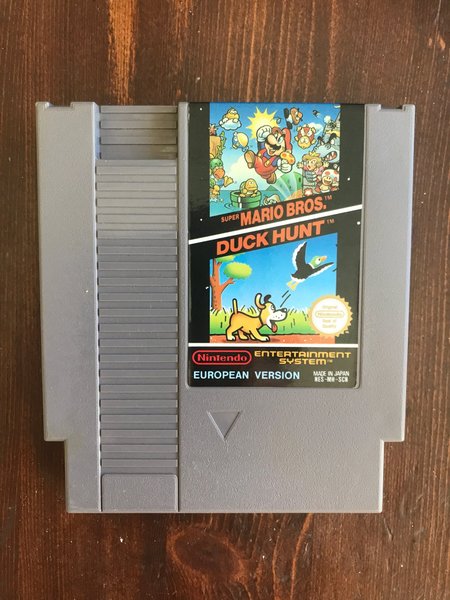 SUPER MARIO BROS.™
DUCK HUNT™
Original
Nintendo
Seal of
Quality
Nintendo ENTERTAINMENT
SYSTEM™
EUROPEAN VERSION
MADE IN JAPAN
NES-MH-SCN